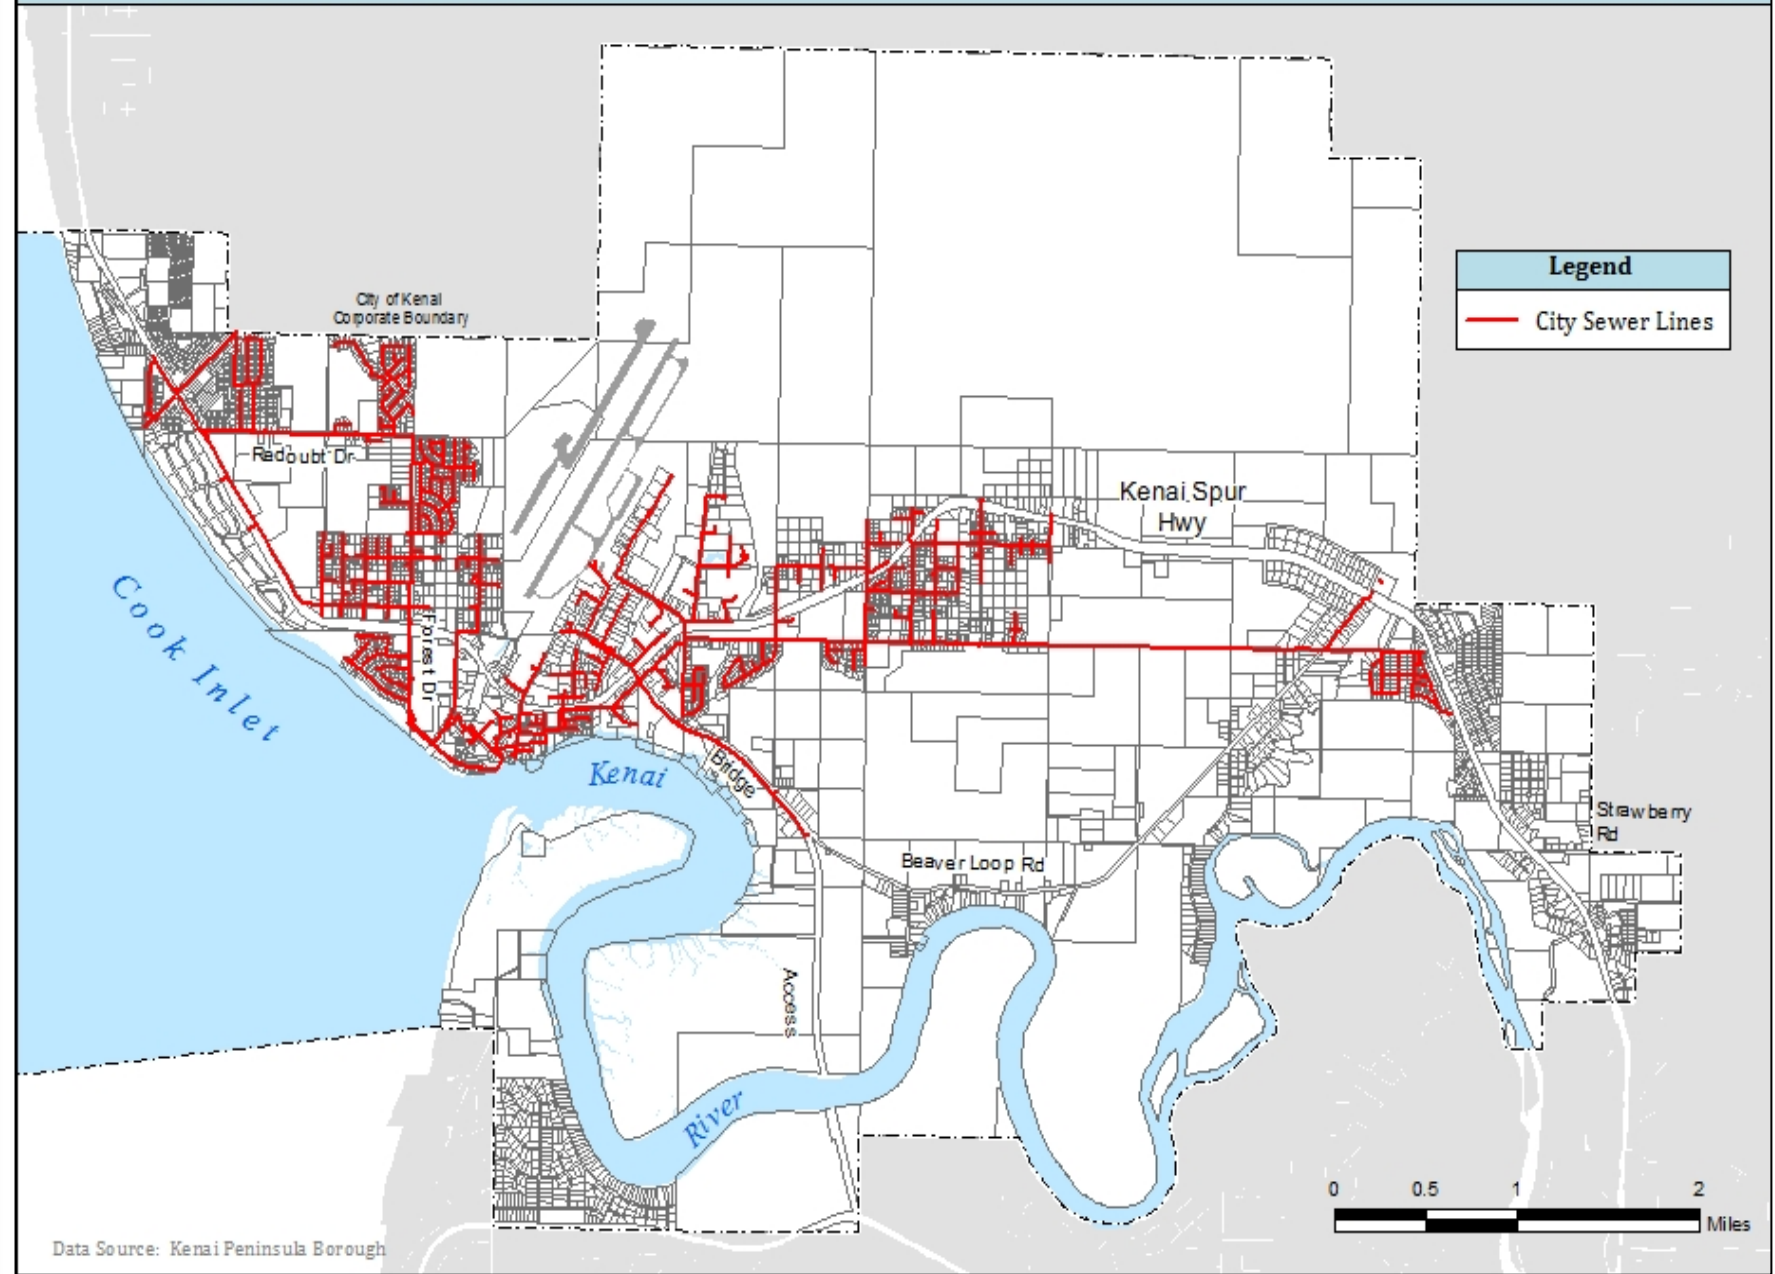 City of Kenai
Corporate Boundary
Legend
City Sewer Lines
Redoubt Dr
Kenai Spur
Hwy
Cook Inlet
Forest Dr
Kenai
Bridge
Strawberry
Rd
Beaver Loop Rd
Access
River
0 0.5 1 2
Miles
Data Source: Kenai Peninsula Borough